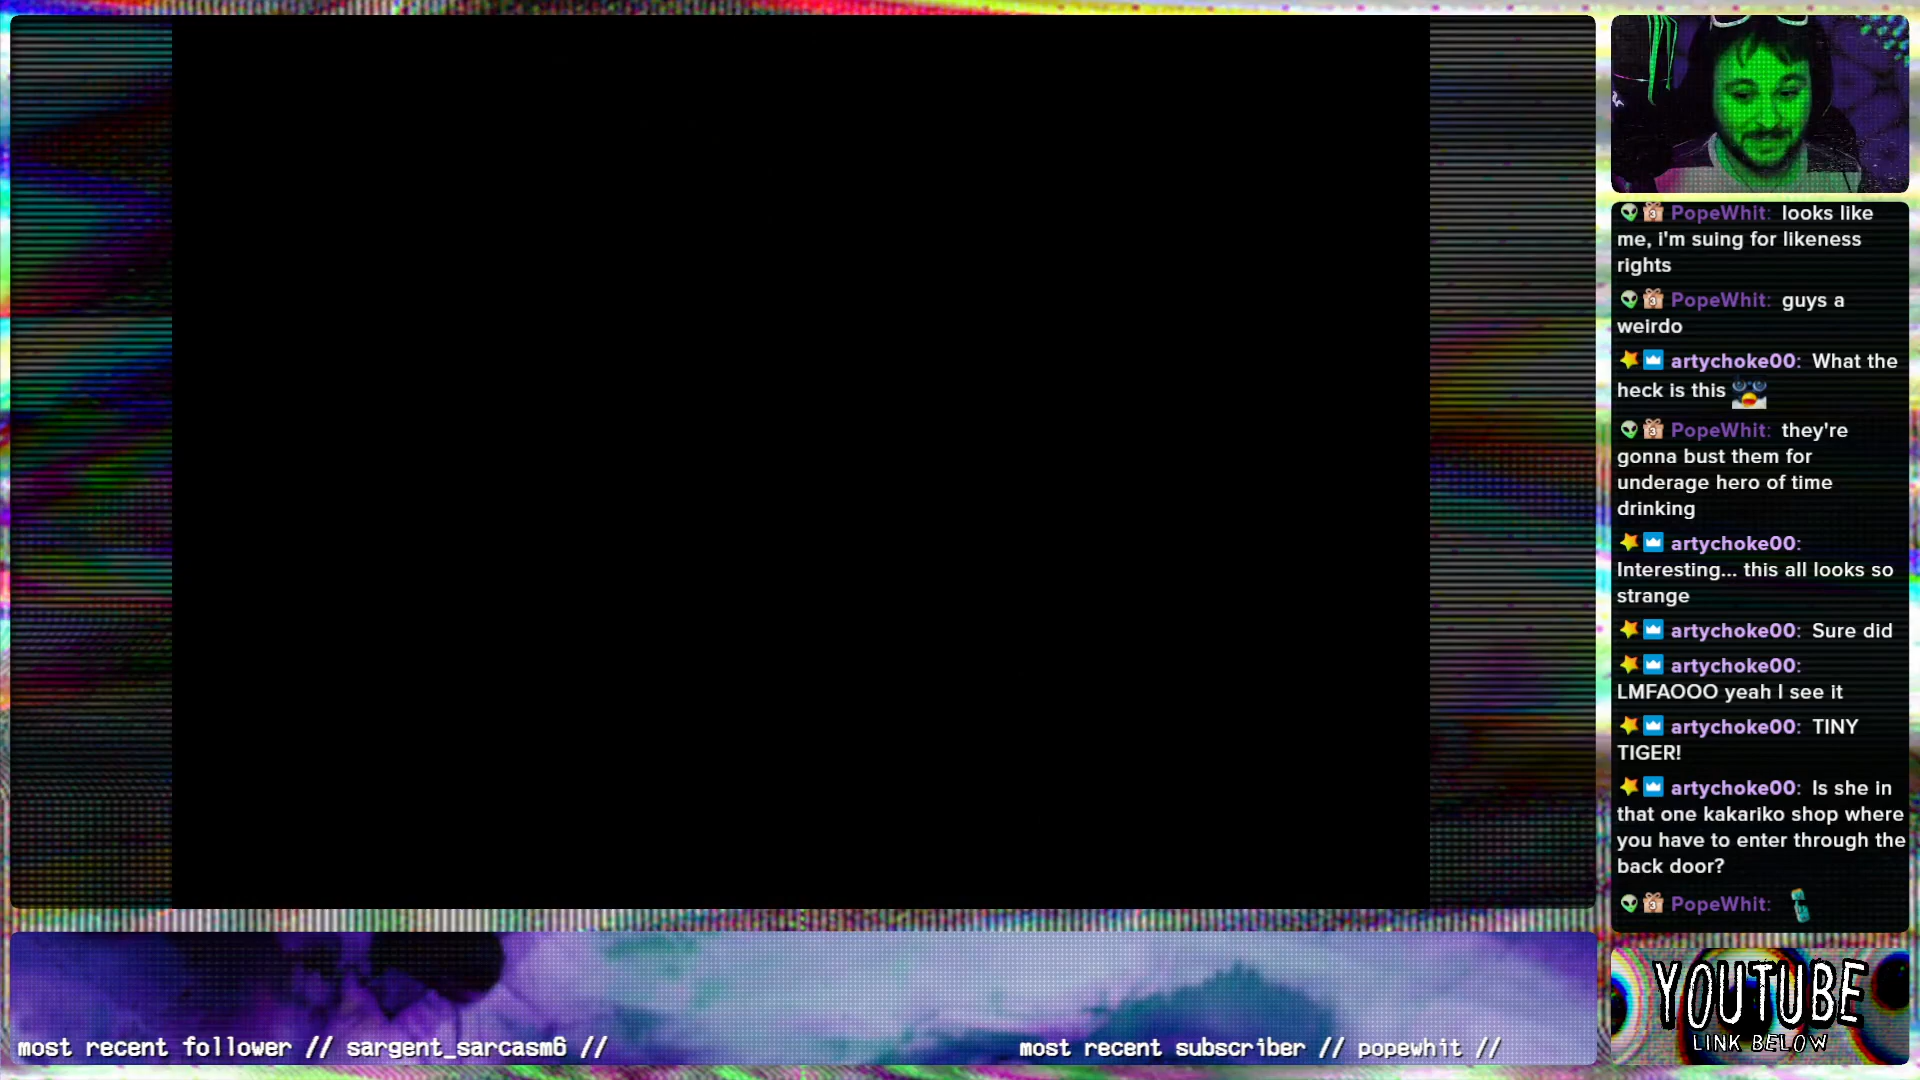 PopeWhit: looks like
me, i'm suing for likeness
rights
PopeWhit: guys a
weirdo
artychoke00: What the
heck is this
PopeWhit: they're
gonna bust them for
underage hero of time
drinking
artychoke00:
Interesting... this all looks so
strange
artychoke00: Sure did
artychoke00:
LMFAOOO yeah I see it
artychoke00: TINY
TIGER!
artychoke00: Is she in
that one kakariko shop where
you have to enter through the
back door?
PopeWhit:
YOUTUBE
LINK BELOW
most recent follower // sargent_sarcasm6 //
most recent subscriber // popewhit //